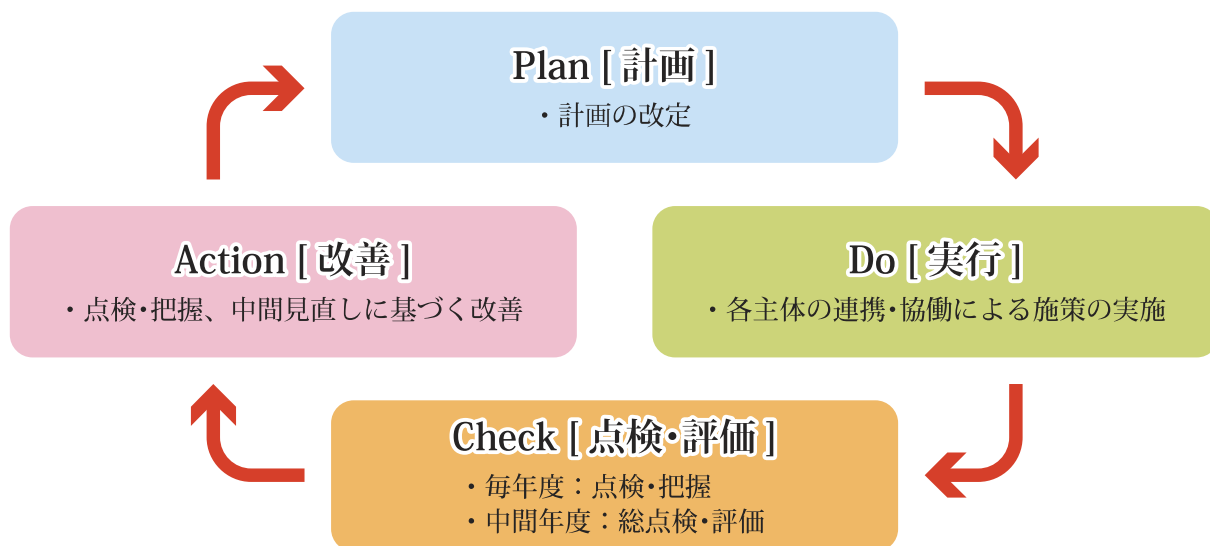 Plan [ 計画 ]
・計画の改定
Action [ 改善 ]
・点検・把握、中間見直しに基づく改善
Do [ 実行 ]
・各主体の連携・協働による施策の実施
Check [ 点検・評価 ]
・毎年度：点検・把握
・中間年度：総点検・評価